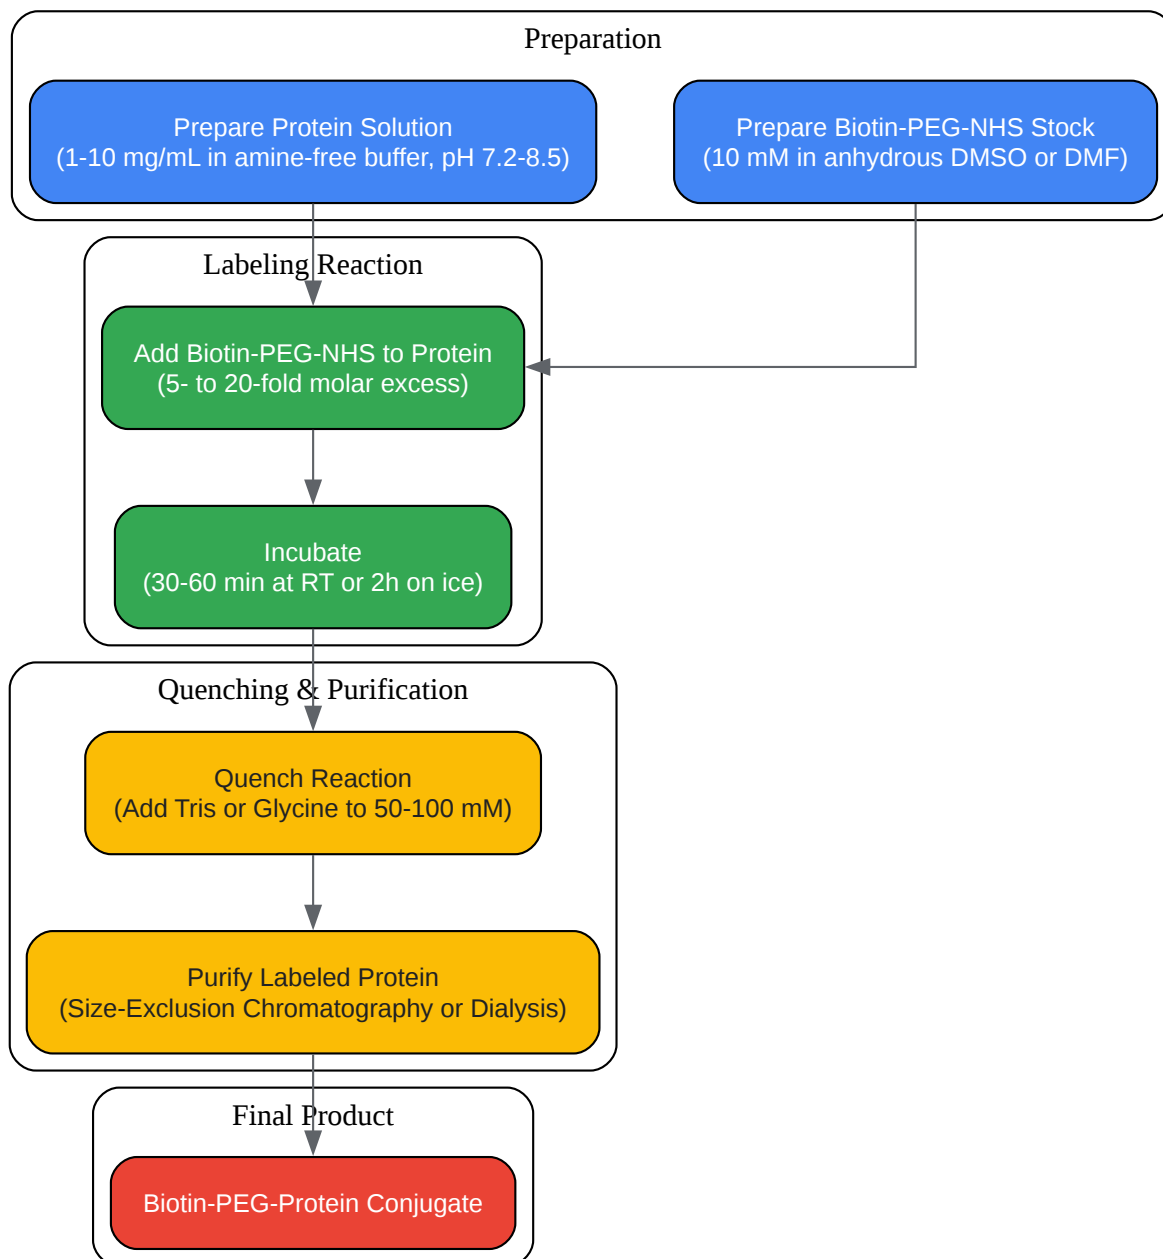 Preparation
Prepare Protein Solution
(1-10 mg/mL in amine-free buffer, pH 7.2-8.5)
Prepare Biotin-PEG-NHS Stock
(10 mM in anhydrous DMSO or DMF)
Labeling Reaction
Add Biotin-PEG-NHS to Protein
(5- to 20-fold molar excess)
Incubate
(30-60 min at RT or 2h on ice)
Quenching & Purification
Quench Reaction
(Add Tris or Glycine to 50-100 mM)
Purify Labeled Protein
(Size-Exclusion Chromatography or Dialysis)
Final Product
Biotin-PEG-Protein Conjugate